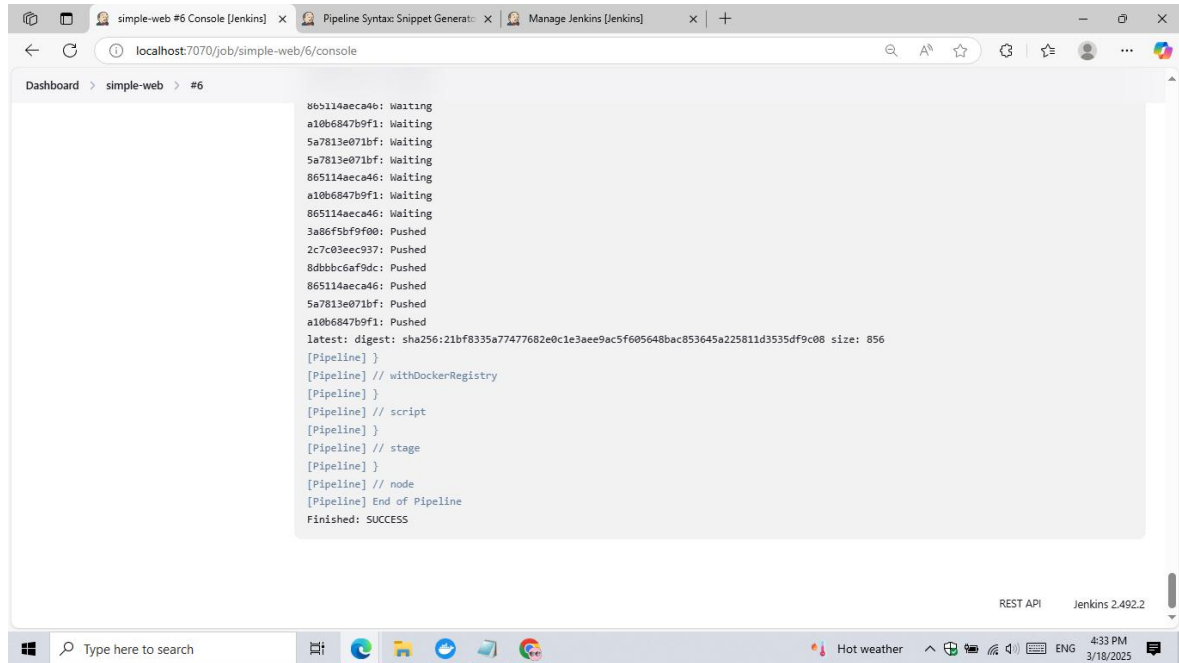 simple-web #6 Console [Jenkins]
Pipeline Syntax: Snippet Generato
Manage Jenkins [Jenkins]
localhost:7070/job/simple-web/6/console
Dashboard > simple-web > #6
865114aeca46: Waiting
a10b6847b9f1: Waiting
5a7813e071bf: Waiting
5a7813e071bf: Waiting
865114aeca46: Waiting
a10b6847b9f1: Waiting
865114aeca46: Waiting
3a86f5bf9f00: Pushed
2c7c03eec937: Pushed
8dbbbc6af9dc: Pushed
865114aeca46: Pushed
5a7813e071bf: Pushed
a10b6847b9f1: Pushed
latest: digest: sha256:21bf8335a77477682e0c1e3aee9ac5f605648bac853645a225811d3535df9c08 size: 856
[Pipeline] }
[Pipeline] // withDockerRegistry
[Pipeline] }
[Pipeline] // script
[Pipeline] }
[Pipeline] // stage
[Pipeline] }
[Pipeline] // node
[Pipeline] End of Pipeline
Finished: SUCCESS
REST API
Jenkins 2.492.2
Type here to search
Hot weather
ENG
4:33 PM
3/18/2025